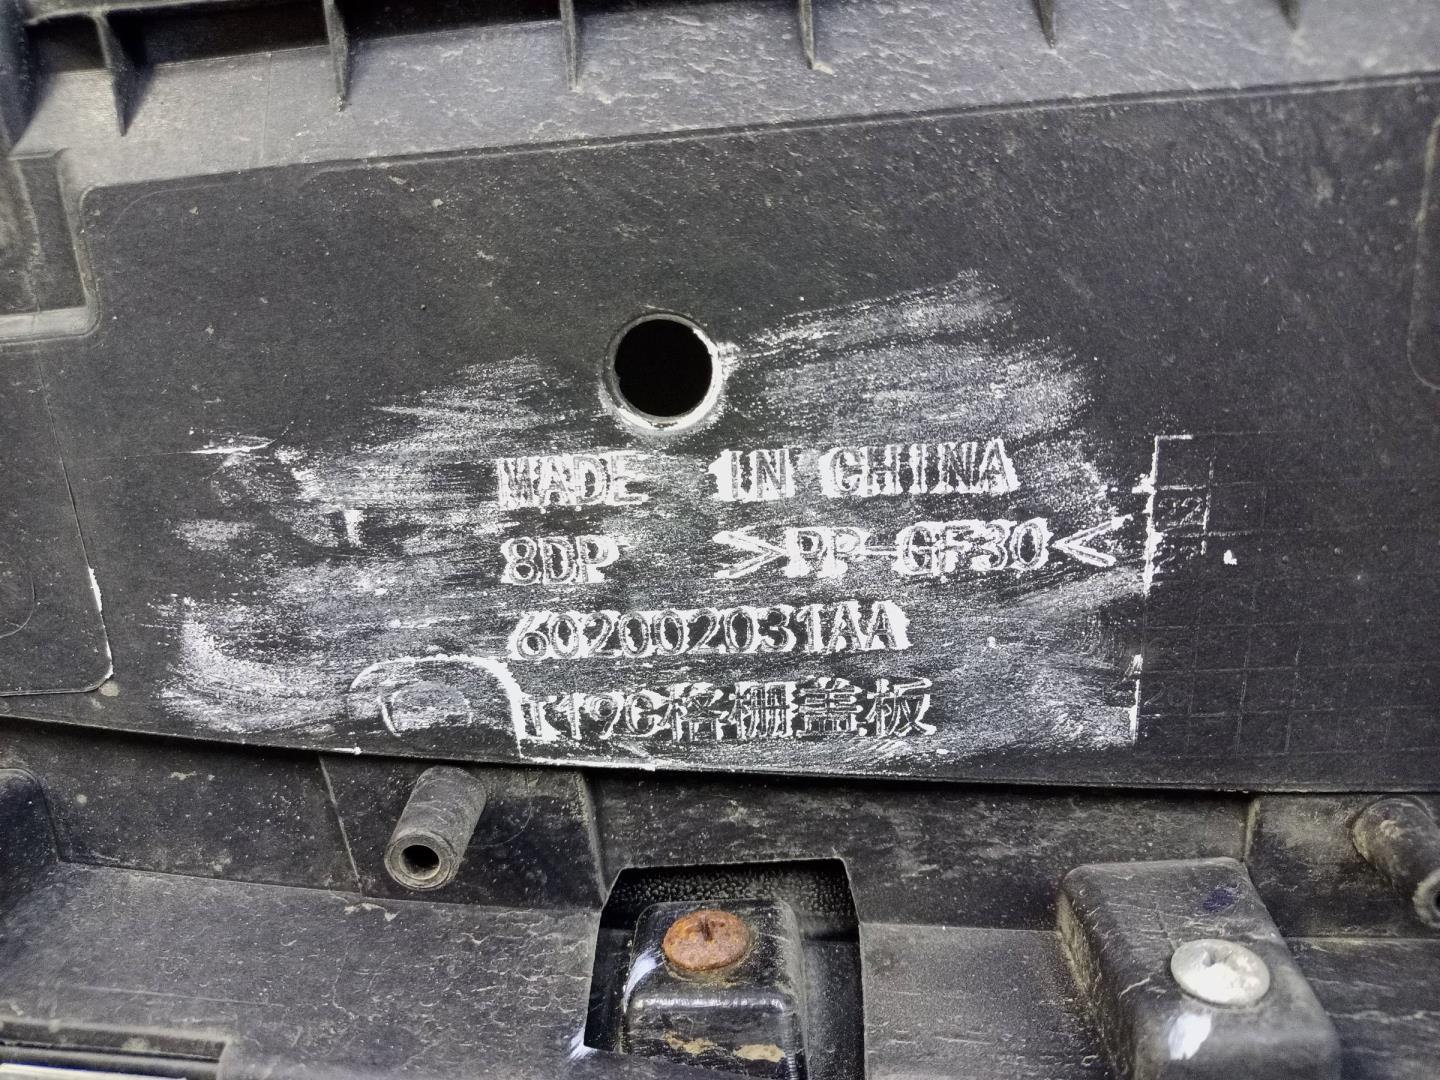 MADE IN CHINA
8DP >PP-GF30<
602002031AA
T19C格栅盖板